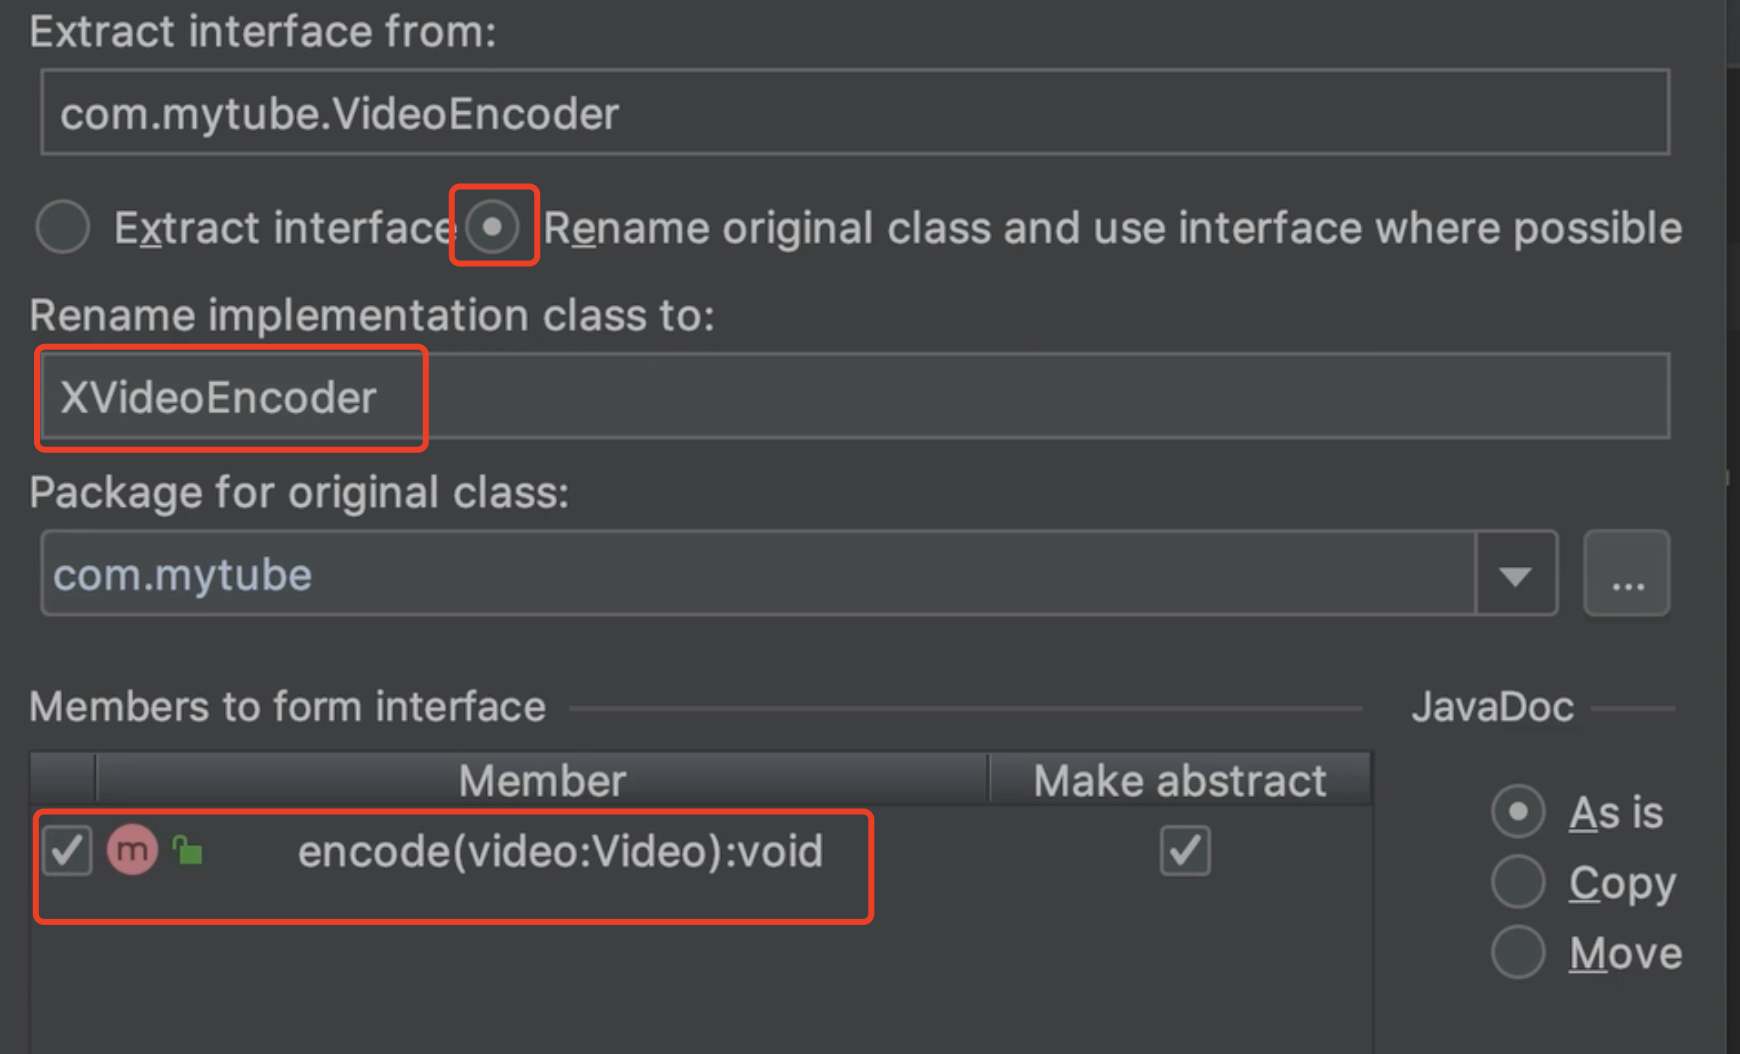 Extract interface from:
com.mytube.VideoEncoder
Extract interface Rename original class and use interface where possible
Rename implementation class to:
XVideoEncoder
Package for original class:
com.mytube ...
Members to form interface JavaDoc
Member Make abstract
m encode(video:Video):void
As is
Copy
Move